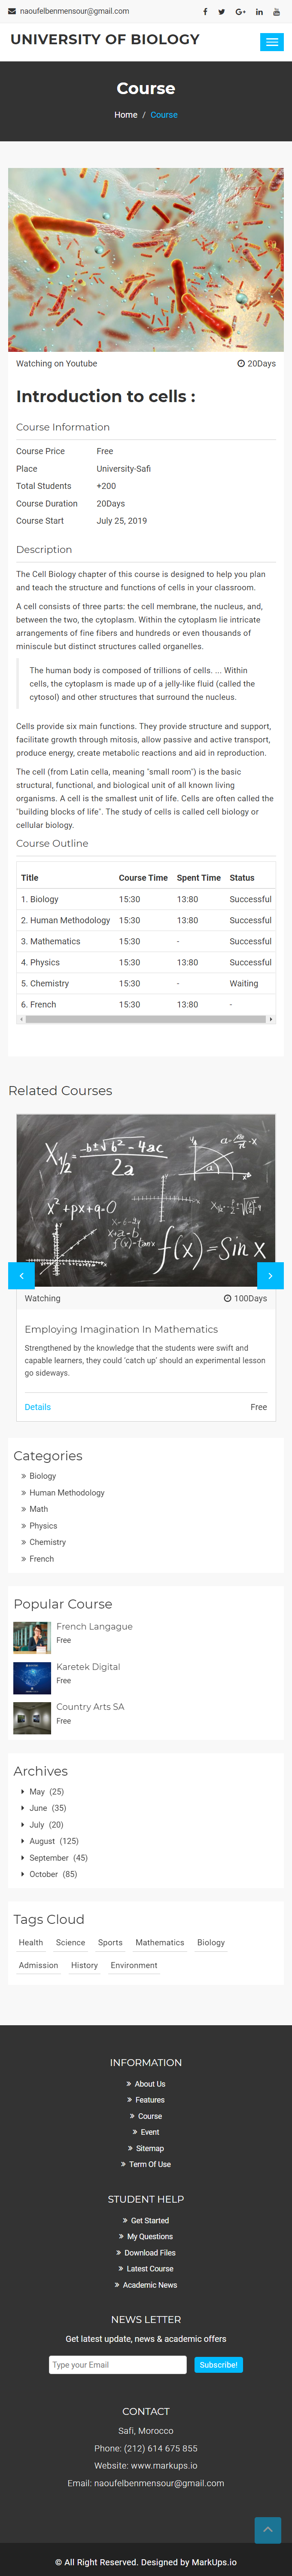 naoufelbenmensour@gmail.com
UNIVERSITY OF BIOLOGY
Course
Home / Course
Watching on Youtube 20Days
Introduction to cells :
Course Information
Course Price Free
Place University-Safi
Total Students +200
Course Duration 20Days
Course Start July 25, 2019
Description
The Cell Biology chapter of this course is designed to help you plan
and teach the structure and functions of cells in your classroom.
A cell consists of three parts: the cell membrane, the nucleus, and,
between the two, the cytoplasm. Within the cytoplasm lie intricate
arrangements of fine fibers and hundreds or even thousands of
miniscule but distinct structures called organelles.
The human body is composed of trillions of cells. ... Within
cells, the cytoplasm is made up of a jelly-like fluid (called the
cytosol) and other structures that surround the nucleus.
Cells provide six main functions. They provide structure and support,
facilitate growth through mitosis, allow passive and active transport,
produce energy, create metabolic reactions and aid in reproduction.
The cell (from Latin cella, meaning "small room") is the basic
structural, functional, and biological unit of all known living
organisms. A cell is the smallest unit of life. Cells are often called the
"building blocks of life". The study of cells is called cell biology or
cellular biology.
Course Outline
Title Course Time Spent Time Status
1. Biology 15:30 13:80 Successful
2. Human Methodology 15:30 13:80 Successful
3. Mathematics 15:30 - Successful
4. Physics 15:30 13:80 Successful
5. Chemistry 15:30 - Waiting
6. French 15:30 13:80 -
Related Courses
Watching 100Days
Employing Imagination In Mathematics
Strengthened by the knowledge that the students were swift and
capable learners, they could 'catch up' should an experimental lesson
go sideways.
Details Free
Categories
» Biology
» Human Methodology
» Math
» Physics
» Chemistry
» French
Popular Course
French Langague
Free
Karetek Digital
Free
Country Arts SA
Free
Archives
May (25)
June (35)
July (20)
August (125)
September (45)
October (85)
Tags Cloud
Health Science Sports Mathematics Biology
Admission History Environment
INFORMATION
» About Us
» Features
» Course
» Event
» Sitemap
» Term Of Use
STUDENT HELP
» Get Started
» My Questions
» Download Files
» Latest Course
» Academic News
NEWS LETTER
Get latest update, news & academic offers
Type your Email Subscribe!
CONTACT
Safi, Morocco
Phone: (212) 614 675 855
Website: www.markups.io
Email: naoufelbenmensour@gmail.com
© All Right Reserved. Designed by MarkUps.io